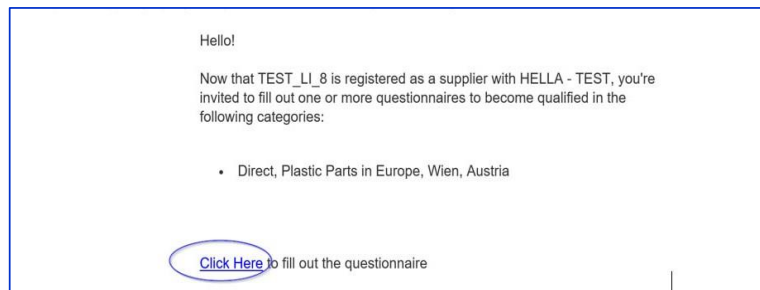 Hello!
Now that TEST_LI_8 is registered as a supplier with HELLA - TEST, you're
invited to fill out one or more questionnaires to become qualified in the
following categories:
• Direct, Plastic Parts in Europe, Wien, Austria
Click Here to fill out the questionnaire